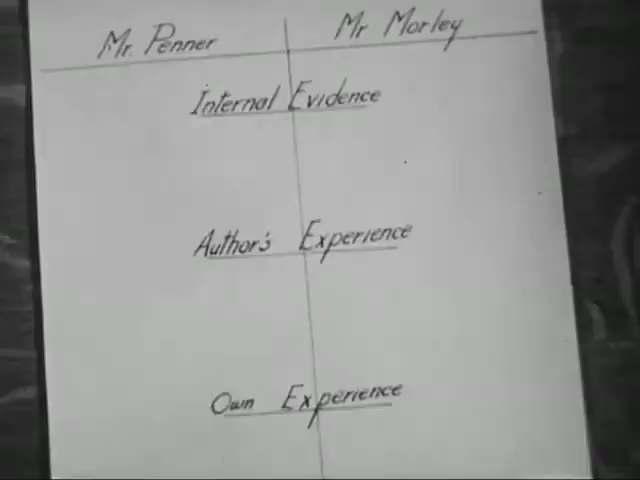 Mr. Penner
Mr Morley
Internal Evidence
Author's Experience
Own Experience